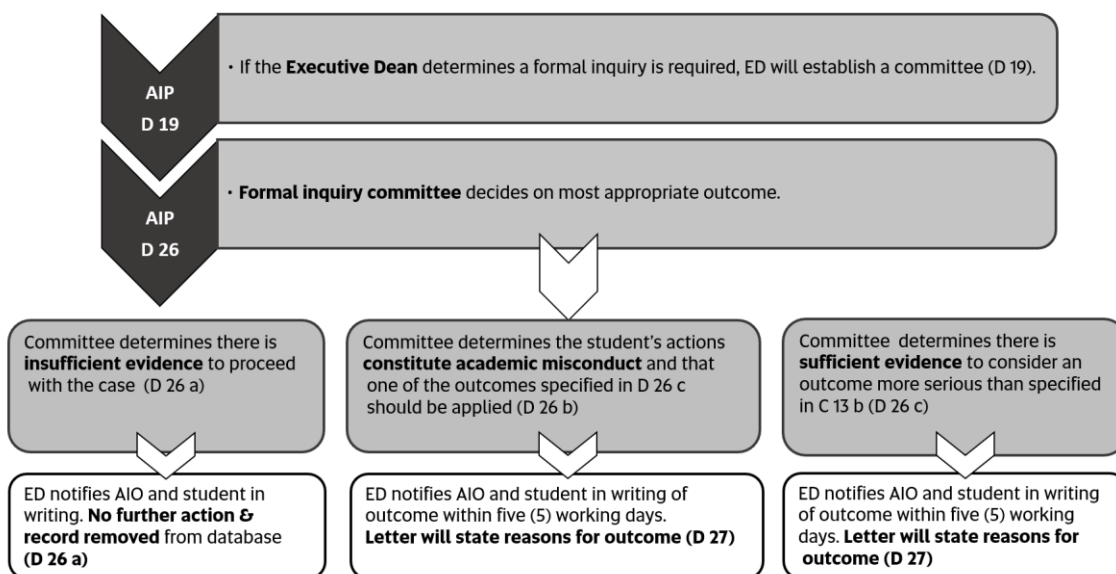 AIP
D 19
· If the Executive Dean determines a formal inquiry is required, ED will establish a committee (D 19).
AIP
D 26
· Formal inquiry committee decides on most appropriate outcome.
Committee determines there is
insufficient evidence to proceed
with the case (D 26 a)
Committee determines the student's actions
constitute academic misconduct and that
one of the outcomes specified in D 26 c
should be applied (D 26 b)
Committee determines there is
sufficient evidence to consider an
outcome more serious than specified
in C 13 b (D 26 c)
ED notifies AIO and student in
writing. No further action &
record removed from database
(D 26 a)
ED notifies AIO and student in writing of
outcome within five (5) working days.
Letter will state reasons for outcome (D 27)
ED notifies AIO and student in writing
of outcome within five (5) working
days. Letter will state reasons for
outcome (D 27)